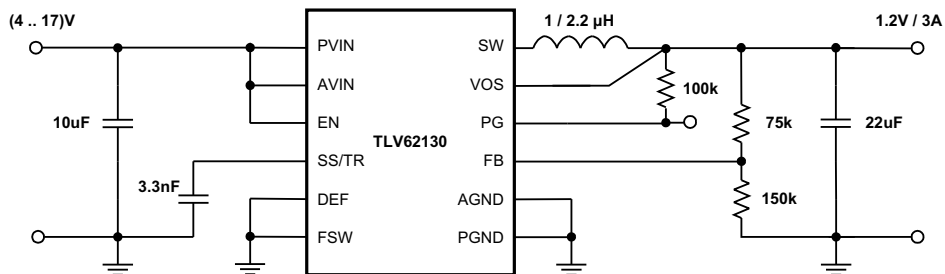 (4 .. 17)V
1 / 2.2 µH
1.2V / 3A
PVIN
SW
AVIN
VOS
100k
10uF
EN
PG
TLV62130
75k
22uF
SS/TR
FB
3.3nF
DEF
AGND
150k
FSW
PGND